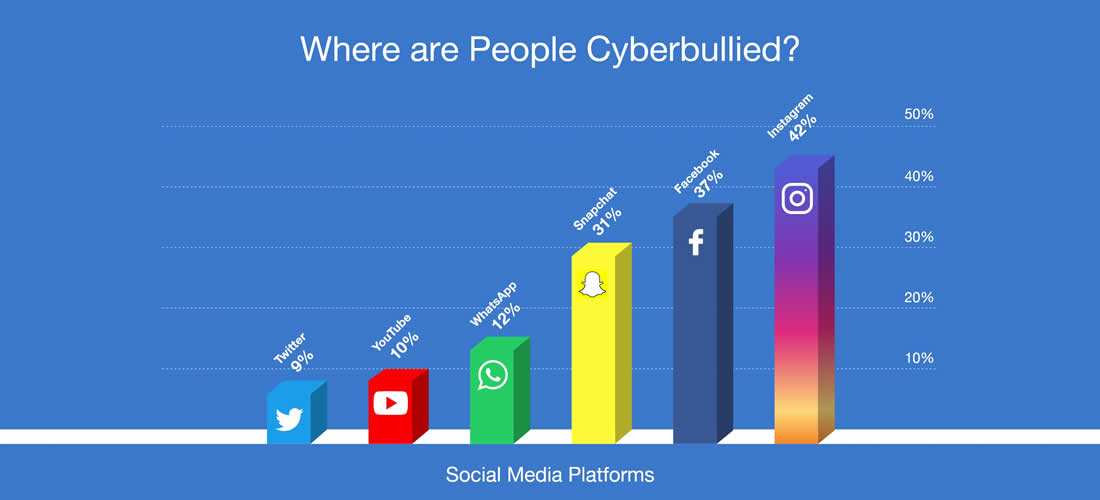 Where are People Cyberbullied?
50%
40%
30%
20%
10%
Twitter
9%
YouTube
10%
WhatsApp
12%
Snapchat
31%
Facebook
37%
Instagram
42%
Social Media Platforms